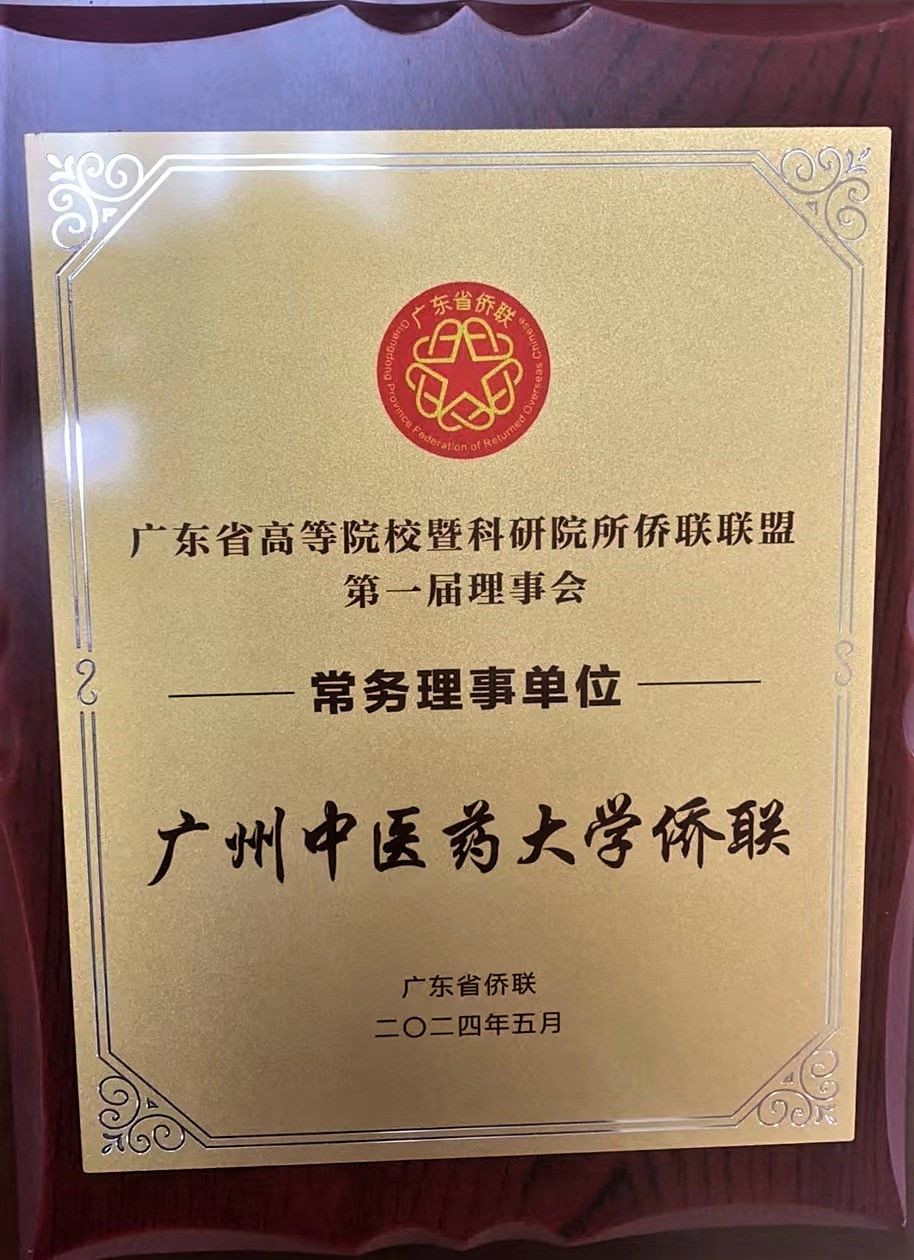 广东省侨联
Guangdong Province Federation of Returned Overseas Chinese
广东省高等院校暨科研院所侨联联盟
第一届理事会
常务理事单位
广州中医药大学侨联
广东省侨联
二〇二四年五月